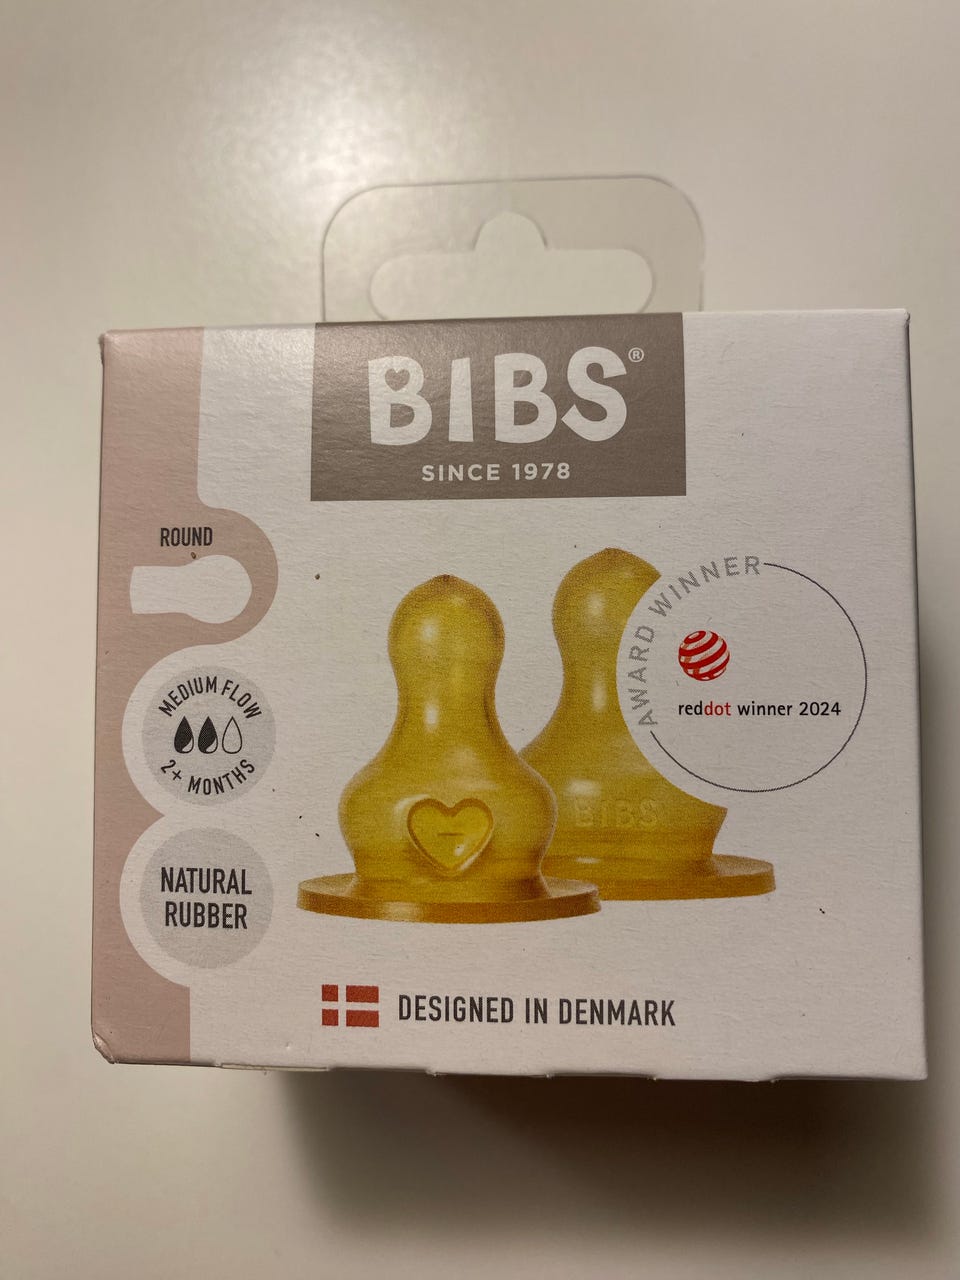 BIBS®
SINCE 1978
ROUND
MEDIUM FLOW
2+ MONTHS
NATURAL
RUBBER
AWARD WINNER
reddot winner 2024
BIBS
DESIGNED IN DENMARK